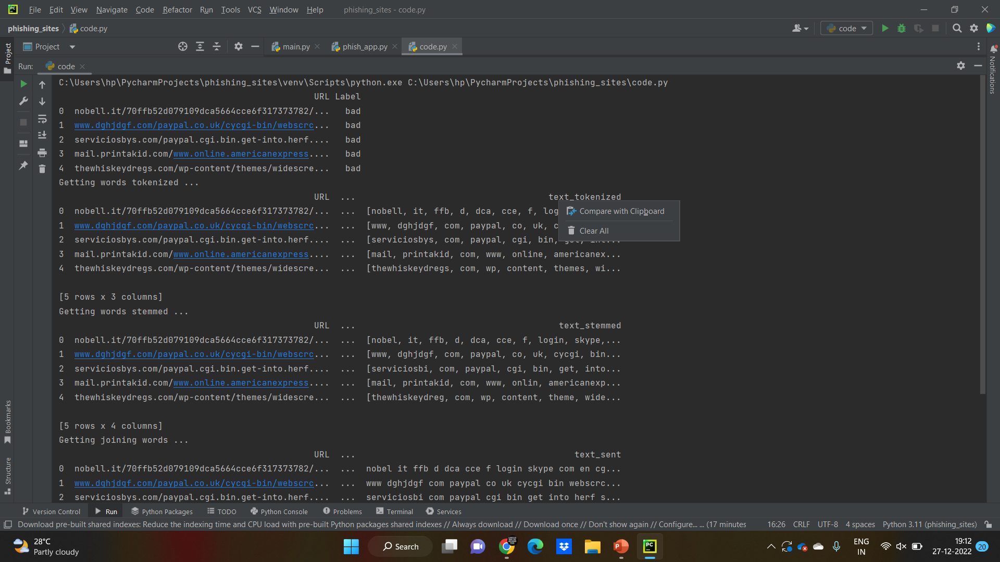 File Edit View Navigate Code Refactor Run Tools VCS Window Help phishing_sites - code.py
phishing_sites code.py code
Project main.py phish_app.py code.py
Project
Notifications
Run: code
C:\Users\hp\PycharmProjects\phishing_sites\venv\Scripts\python.exe C:\Users\hp\PycharmProjects\phishing_sites\code.py
URL Label
0 nobell.it/70ffb52d079109dca5664cce6f317373782/... bad
1 www.dghjdgf.com/paypal.co.uk/cycgi-bin/webscrc... bad
2 serviciosbys.com/paypal.cgi.bin.get-into.herf.... bad
3 mail.printakid.com/www.online.americanexpress.... bad
4 thewhiskeydregs.com/wp-content/themes/widescre... bad
Getting words tokenized ...
URL ... text_tokenized
0 nobell.it/70ffb52d079109dca5664cce6f317373782/... ... [nobell, it, ffb, d, dca, cce, f,
Compare with Clipboard
1 www.dghjdgf.com/paypal.co.uk/cycgi-bin/webscrc... ... [www, dghjdgf, com, paypal, co, uk,
Clear All
2 serviciosbys.com/paypal.cgi.bin.get-into.herf.... ... [serviciosbys, com, paypal, cgi, bin, get, int...
3 mail.printakid.com/www.online.americanexpress.... ... [mail, printakid, com, www, online, americanex...
4 thewhiskeydregs.com/wp-content/themes/widescre... ... [thewhiskeydregs, com, wp, content, themes, wi...
[5 rows x 3 columns]
Getting words stemmed ...
URL ... text_stemmed
0 nobell.it/70ffb52d079109dca5664cce6f317373782/... ... [nobel, it, ffb, d, dca, cce, f, login, skype,...
1 www.dghjdgf.com/paypal.co.uk/cycgi-bin/webscrc... ... [www, dghjdgf, com, paypal, co, uk, cycgi, bin...
2 serviciosbys.com/paypal.cgi.bin.get-into.herf.... ... [serviciosbi, com, paypal, cgi, bin, get, into...
3 mail.printakid.com/www.online.americanexpress.... ... [mail, printakid, com, www, onlin, americanexp...
4 thewhiskeydregs.com/wp-content/themes/widescre... ... [thewhiskeydreg, com, wp, content, theme, wide...
[5 rows x 4 columns]
Getting joining words ...
URL ... text_sent
0 nobell.it/70ffb52d079109dca5664cce6f317373782/... ... nobel it ffb d dca cce f login skype com en cg...
1 www.dghjdgf.com/paypal.co.uk/cycgi-bin/webscrc... ... www dghjdgf com paypal co uk cycgi bin webscrc...
2 serviciosbys.com/paypal.cgi.bin.get-into.herf.... ... serviciosbi com paypal cgi bin get into herf s...
Bookmarks
Structure
Version Control Run Python Packages TODO Python Console Problems Terminal Services
Download pre-built shared indexes: Reduce the indexing time and CPU load with pre-built Python packages shared indexes // Always download // Download once // Don't show again // Configure... ... (17 minutes 16:26 CRLF UTF-8 4 spaces Python 3.11 (phishing_sites)
28°C
Partly cloudy
Search
ENG
IN
19:12
27-12-2022
20